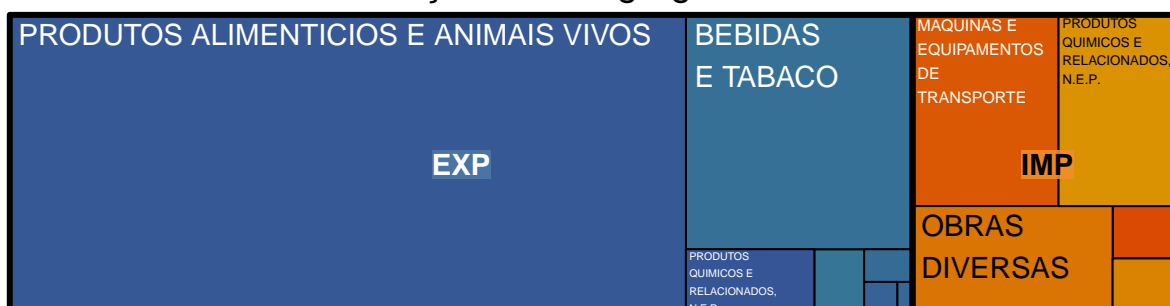 PRODUTOS ALIMENTICIOS E ANIMAIS VIVOS
EXP
BEBIDAS
E TABACO
PRODUTOS
QUIMICOS E
RELACIONADOS,
N.E.P.
MAQUINAS E
EQUIPAMENTOS
DE
TRANSPORTE
PRODUTOS
QUIMICOS E
RELACIONADOS,
N.E.P.
IMP
OBRAS
DIVERSAS